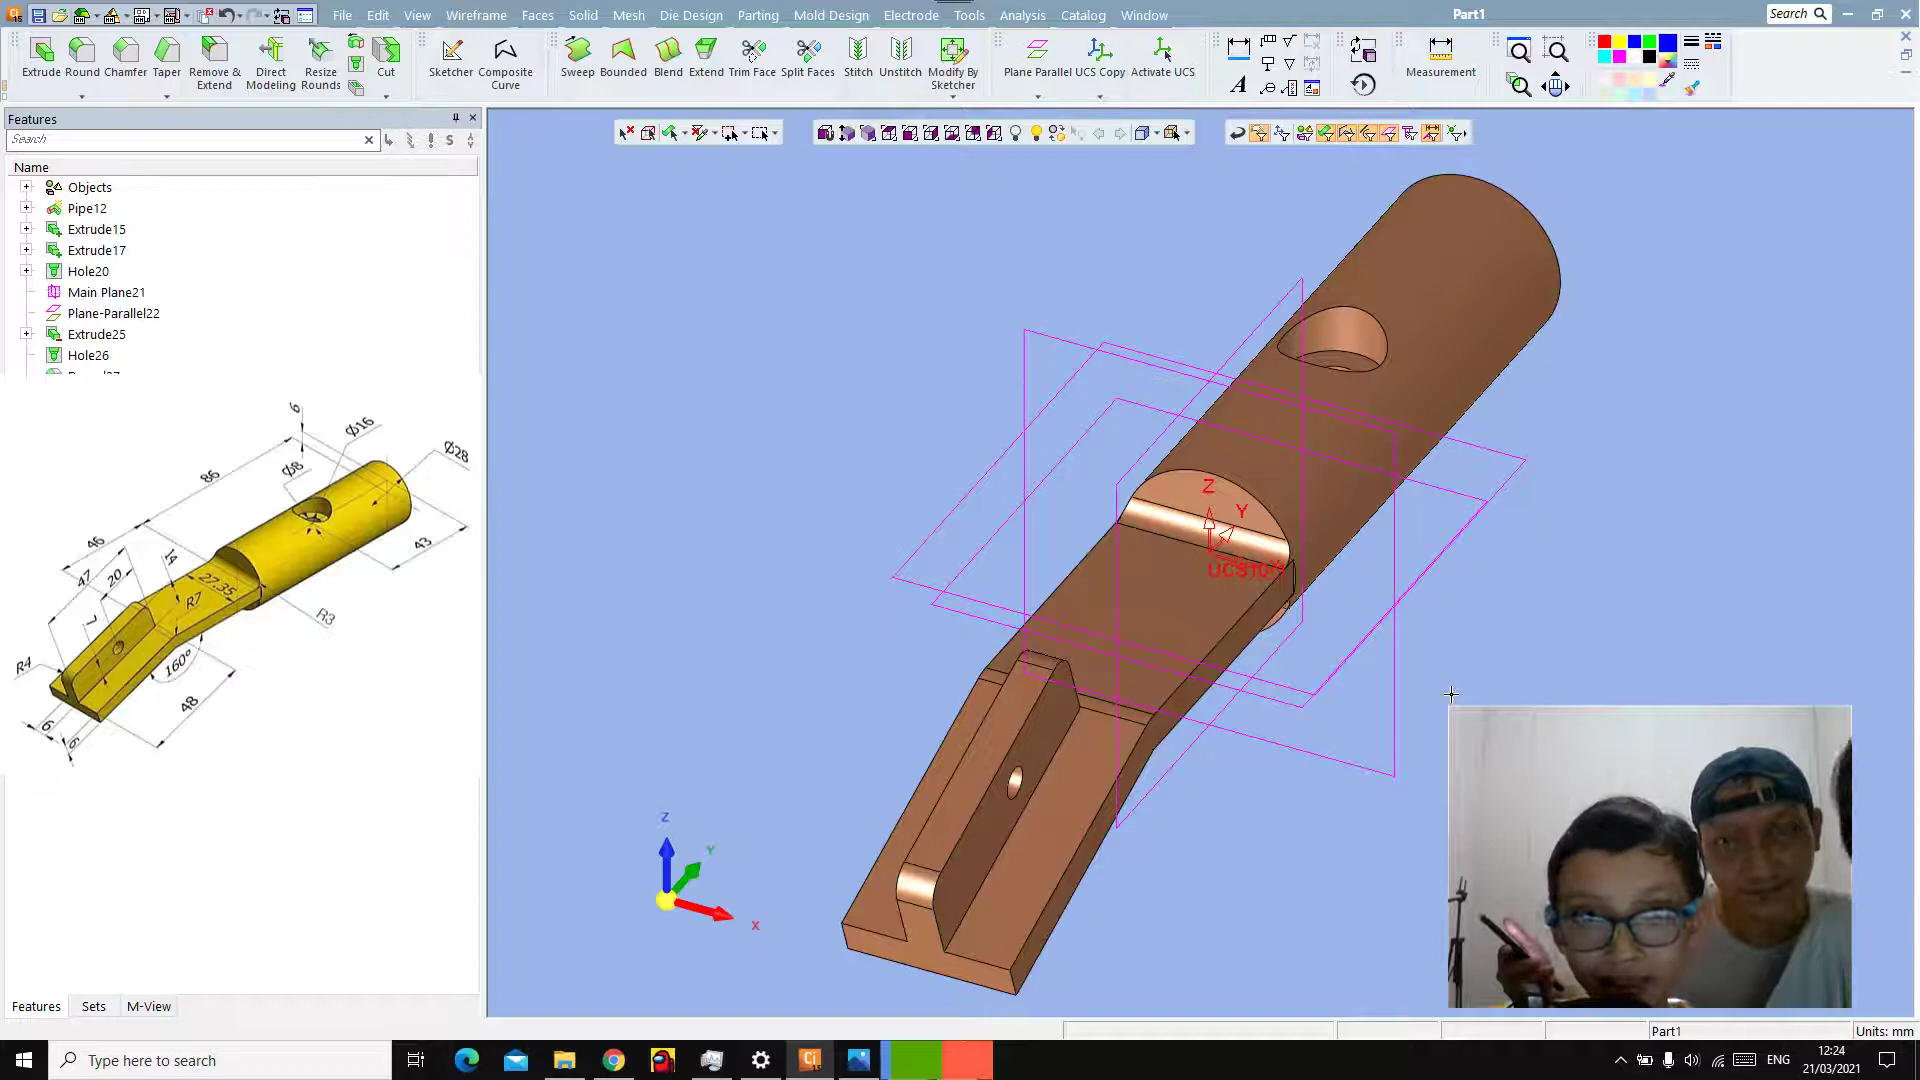 File Edit View Wireframe Faces Solid Mesh Die Design Parting Mold Design Electrode Tools Analysis Catalog Window
Part1
Search
Extrude Round Chamfer Taper Remove & Extend Direct Modeling Resize Rounds Cut
Sketcher Composite Curve
Sweep Bounded Blend Extend Trim Face Split Faces Stitch Unstitch Modify By Sketcher
Plane Parallel UCS Copy Activate UCS
A
Measurement
Features
Search
Name
Objects
Pipe12
Extrude15
Extrude17
Hole20
Main Plane21
Plane-Parallel22
Extrude25
Hole26
6
Ø16
Ø28
86
Ø8
46
14
43
47
20
27.35
R7
R3
7
R4
160°
48
6
6
Z
Y
X
Z
Y
X
Features Sets M-View
Part1
Units: mm
Type here to search
Ci
ENG
12:24
21/03/2021